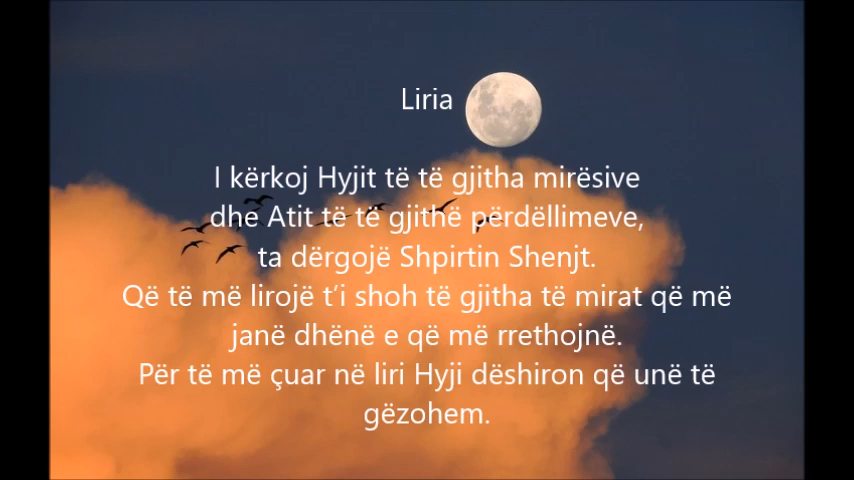 Liria
I kërkoj Hyjit të të gjitha mirësive
dhe Atit të të gjithë përdëllimeve,
ta dërgojë Shpirtin Shenjt.
Që të më lirojë t'i shoh të gjitha të mirat që më
janë dhënë e që më rrethojnë.
Për të më çuar në liri Hyji dëshiron që unë të
gëzohem.